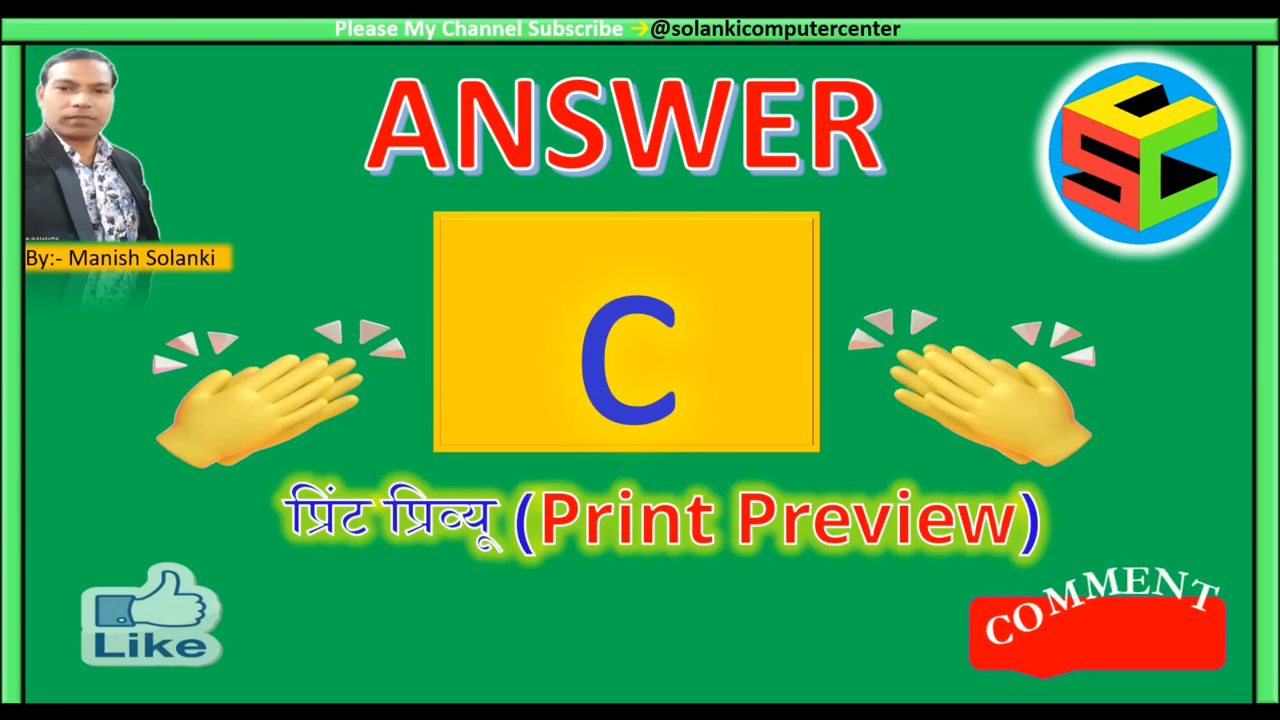 Please My Channel Subscribe →@solankicomputercenter
ANSWER
By:- Manish Solanki
C
प्रिंट प्रिव्यू (Print Preview)
Like
COMMENT